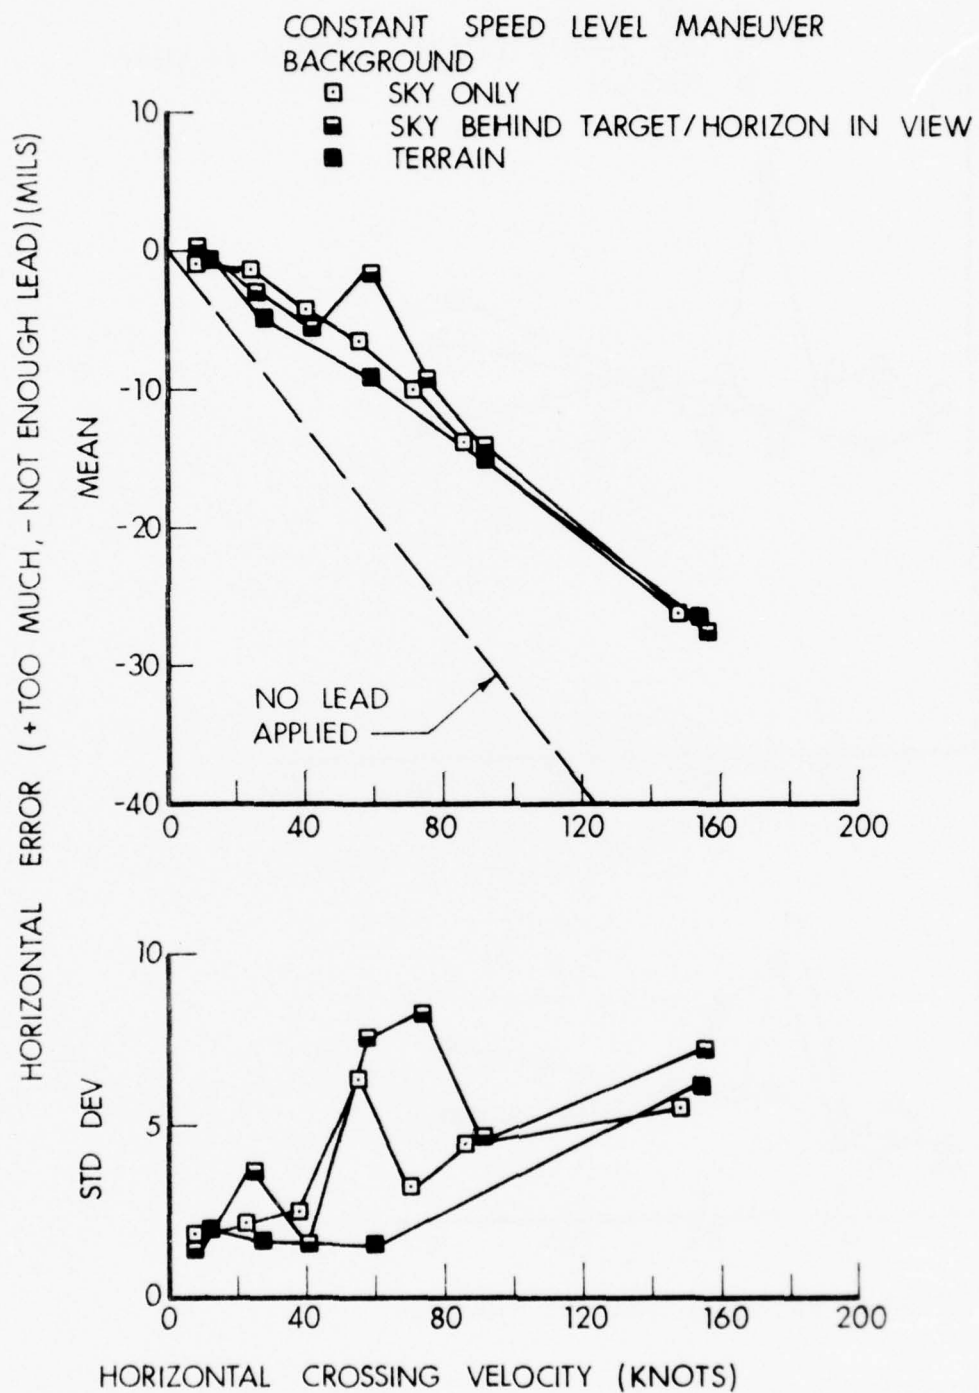 CONSTANT SPEED LEVEL MANEUVER
BACKGROUND
SKY ONLY
SKY BEHIND TARGET/HORIZON IN VIEW
TERRAIN
HORIZONTAL ERROR (+TOO MUCH,-NOT ENOUGH LEAD)(MILS)
MEAN
10
0
-10
-20
-30
-40
NO LEAD
APPLIED
0 40 80 120 160 200
STD DEV
10
5
0
0 40 80 120 160 200
HORIZONTAL CROSSING VELOCITY (KNOTS)